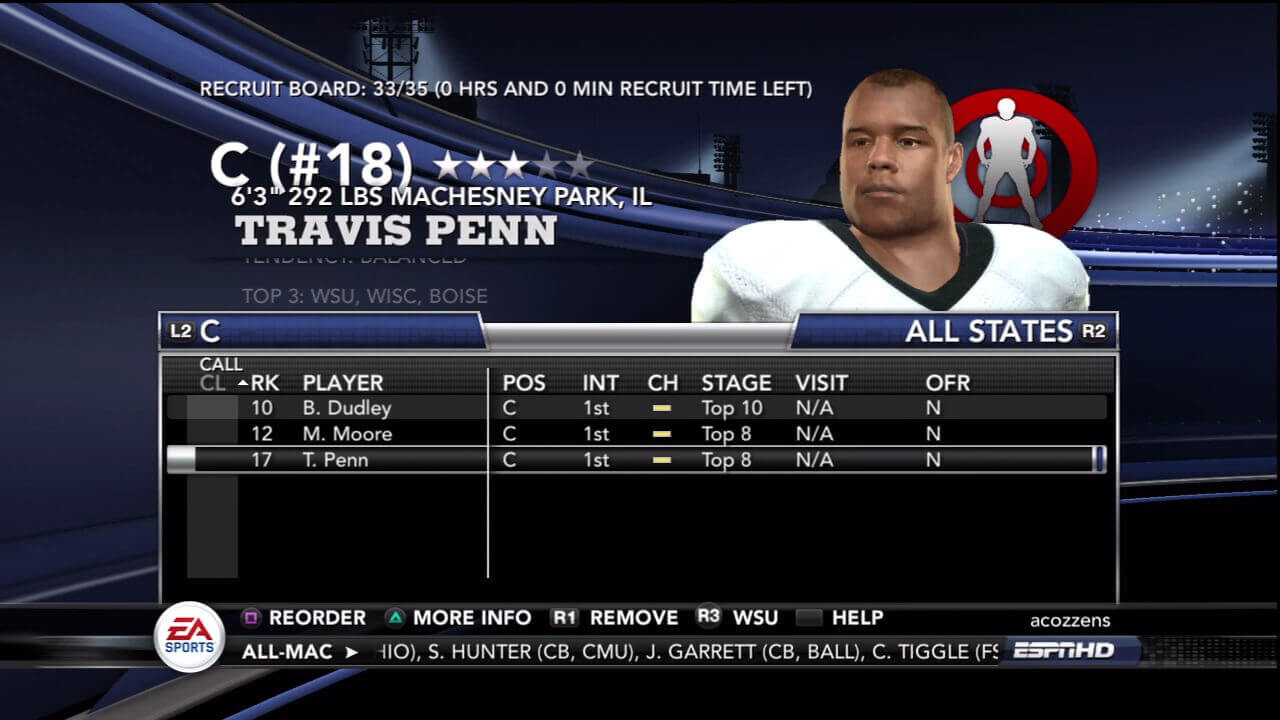 RECRUIT BOARD: 33/35 (0 HRS AND 0 MIN RECRUIT TIME LEFT)
C (#18)
6'3" 292 LBS MACHESNEY PARK, IL
TRAVIS PENN
TENDENCY: BALANCED
TOP 3: WSU, WISC, BOISE
L2 C ALL STATES R2
CALL
CL RK PLAYER POS INT CH STAGE VISIT OFR
10 B. Dudley C 1st Top 10 N/A N
12 M. Moore C 1st Top 8 N/A N
17 T. Penn C 1st Top 8 N/A N
REORDER MORE INFO R1 REMOVE R3 WSU HELP
acozzens
EA SPORTS
ALL-MAC HIO), S. HUNTER (CB, CMU), J. GARRETT (CB, BALL), C. TIGGLE (FS
ESPNHD